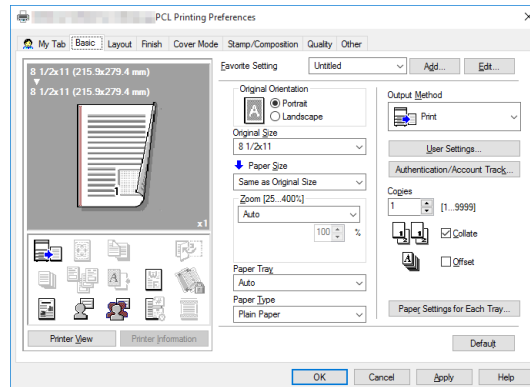 PCL Printing Preferences
My Tab Basic Layout Finish Cover Mode Stamp/Composition Quality Other
8 1/2x11 (215.9x279.4 mm)
8 1/2x11 (215.9x279.4 mm)
1
x1
Printer View Printer Information
Favorite Setting Untitled Add... Edit...
Original Orientation
A
Portrait
Landscape
Original Size
8 1/2x11
Paper Size
Same as Original Size
Zoom [25...400%]
Auto
100 %
Paper Tray
Auto
Paper Type
Plain Paper
Output Method
Print
User Settings...
Authentication/Account Track...
Copies
1 [1...9999]
Collate
Offset
Paper Settings for Each Tray...
Default
OK Cancel Apply Help